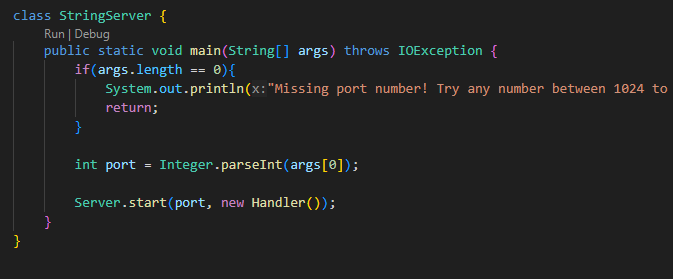 class StringServer {
Run | Debug
public static void main(String[] args) throws IOException {
if(args.length == 0){
System.out.println(x:"Missing port number! Try any number between 1024 to
return;
}
int port = Integer.parseInt(args[0]);
Server.start(port, new Handler());
}
}